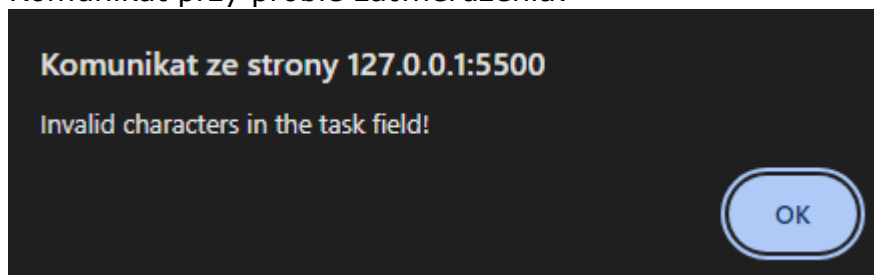 Komunikat przy próbie zatwierdzenia:
Komunikat ze strony 127.0.0.1:5500
Invalid characters in the task field!
OK